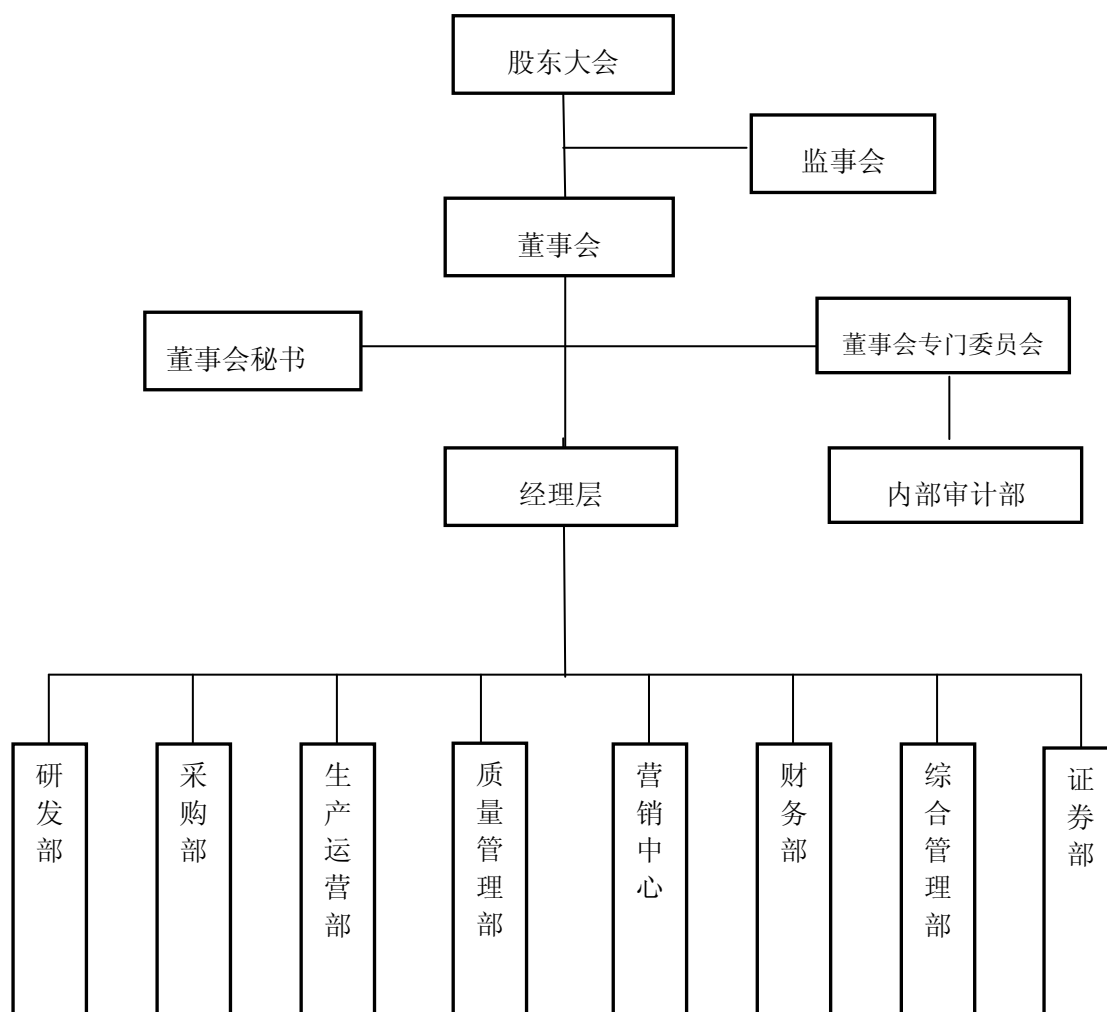 股东大会
监事会
董事会
董事会秘书
董事会专门委员会
经理层
内部审计部
研发部
采购部
生产运营部
质量管理部
营销中心
财务部
综合管理部
证券部